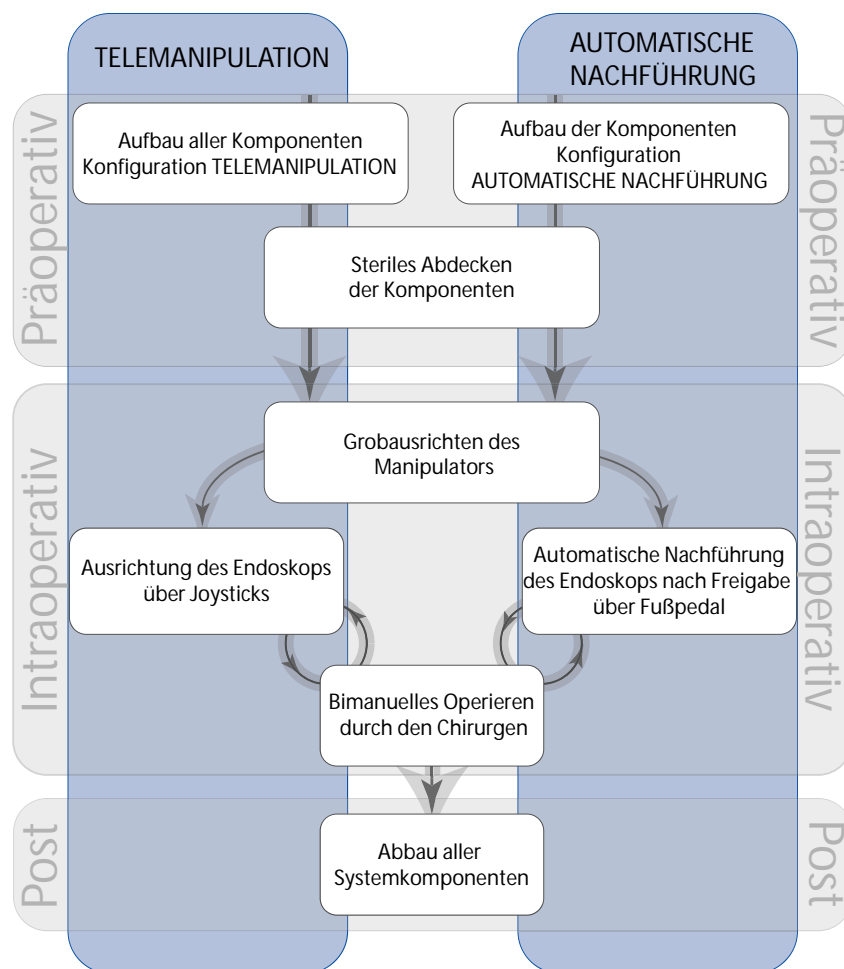 TELEMANIPULATION
AUTOMATISCHE
NACHFÜHRUNG
Präoperativ
Präoperativ
Aufbau aller Komponenten
Konfiguration TELEMANIPULATION
Aufbau der Komponenten
Konfiguration
AUTOMATISCHE NACHFÜHRUNG
Steriles Abdecken
der Komponenten
Intraoperativ
Intraoperativ
Grobausrichten des
Manipulators
Ausrichtung des Endoskops
über Joysticks
Automatische Nachführung
des Endoskops nach Freigabe
über Fußpedal
Bimanuelles Operieren
durch den Chirurgen
Post
Post
Abbau aller
Systemkomponenten